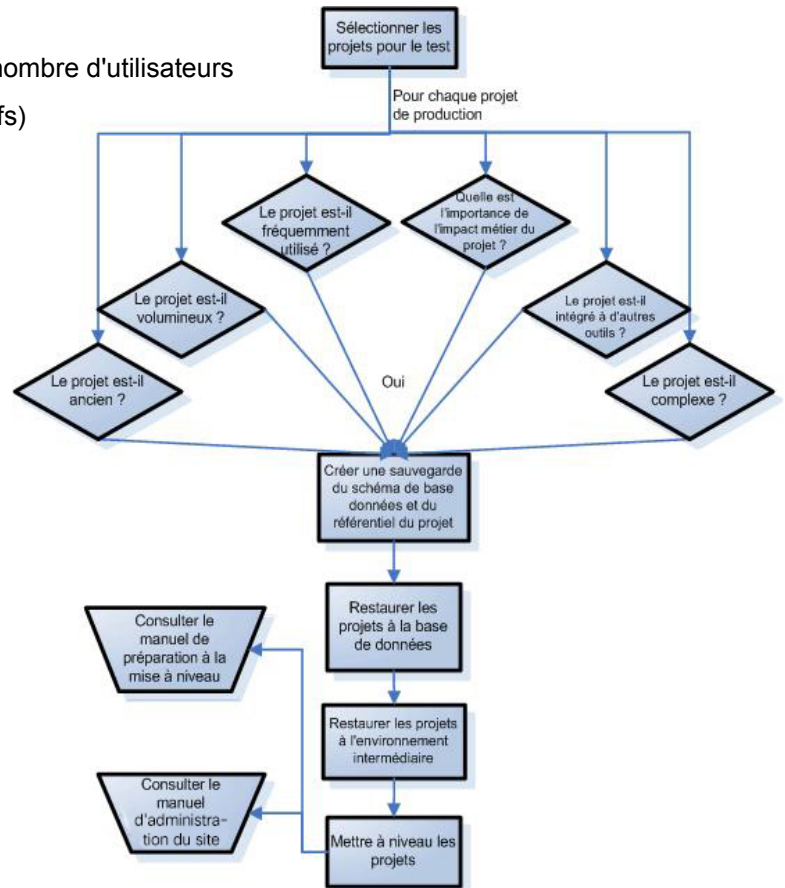 Sélectionner les
projets pour le test
nombre d'utilisateurs
fs)
Pour chaque projet
de production
Le projet est-il
fréquemment
utilisé ?
Quelle est
l'importance de
l'impact métier du
projet ?
Le projet est-il
volumineux ?
Le projet est-il
intégré à d'autres
outils ?
Le projet est-il
ancien ?
Oui
Le projet est-il
complexe ?
Créer une sauvegarde
du schéma de base
données et du
référentiel du projet
Restaurer les
projets à la base
de données
Consulter le
manuel de
préparation à la
mise à niveau
Restaurer les projets
à l'environnement
intermédiaire
Consulter le
manuel
d'administra-
tion du site
Mettre à niveau les
projets